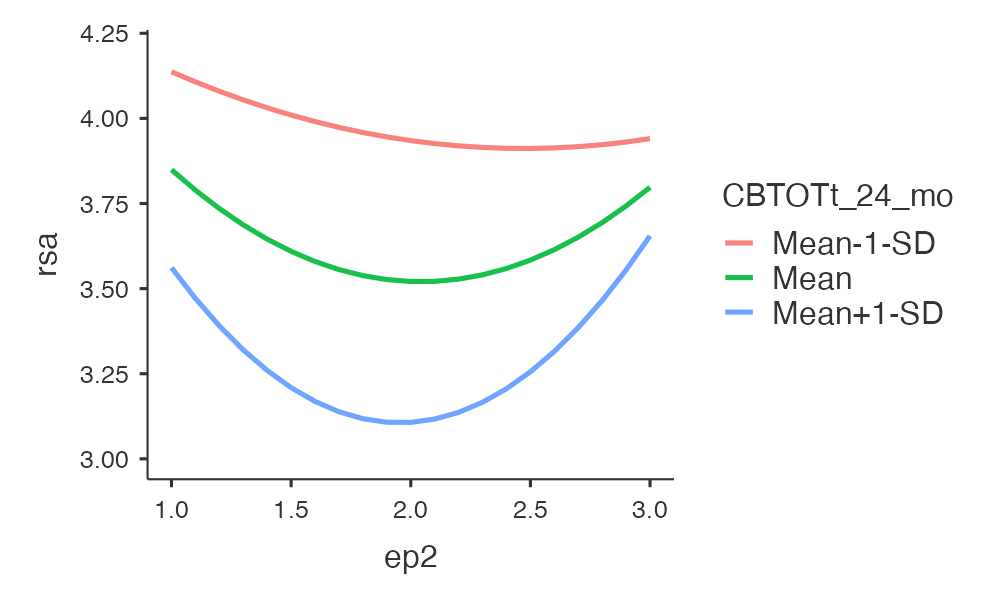 4.25
4.00
3.75
3.50
3.25
3.00
rsa
1.0 1.5 2.0 2.5 3.0
ep2
CBTOTt_24_mo
Mean-1-SD
Mean
Mean+1-SD